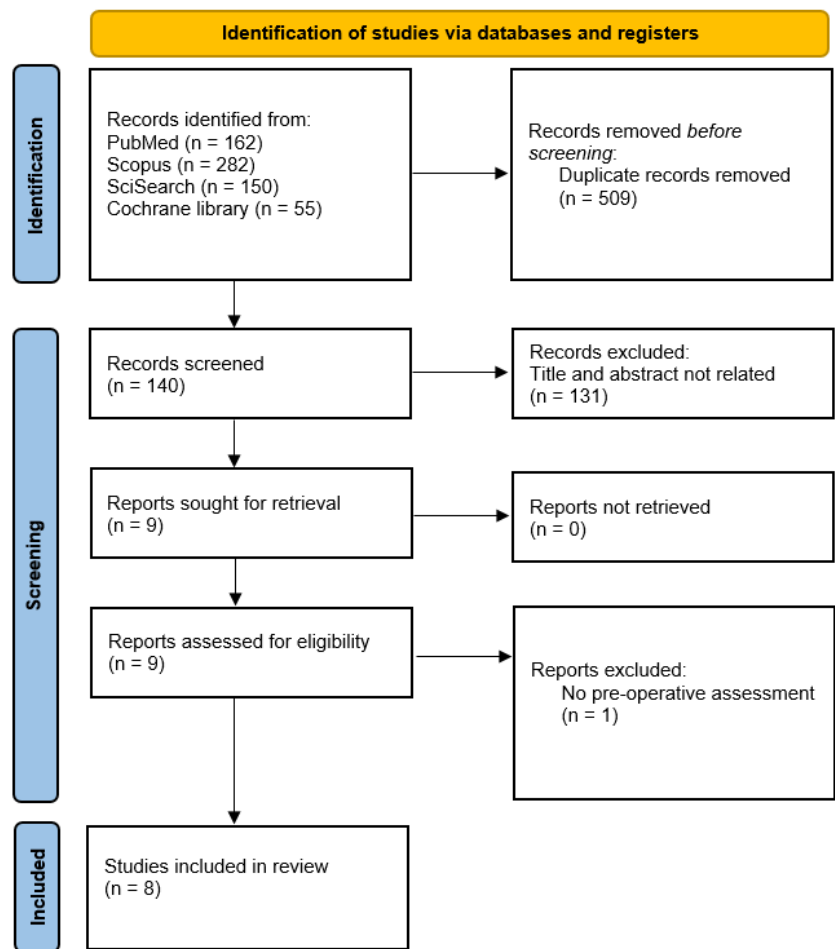 Identification of studies via databases and registers
Identification
Records identified from:
PubMed (n = 162)
Scopus (n = 282)
SciSearch (n = 150)
Cochrane library (n = 55)
Records removed before
screening:
Duplicate records removed
(n = 509)
Screening
Records screened
(n = 140)
Records excluded:
Title and abstract not related
(n = 131)
Reports sought for retrieval
(n = 9)
Reports not retrieved
(n = 0)
Reports assessed for eligibility
(n = 9)
Reports excluded:
No pre-operative assessment
(n = 1)
Included
Studies included in review
(n = 8)